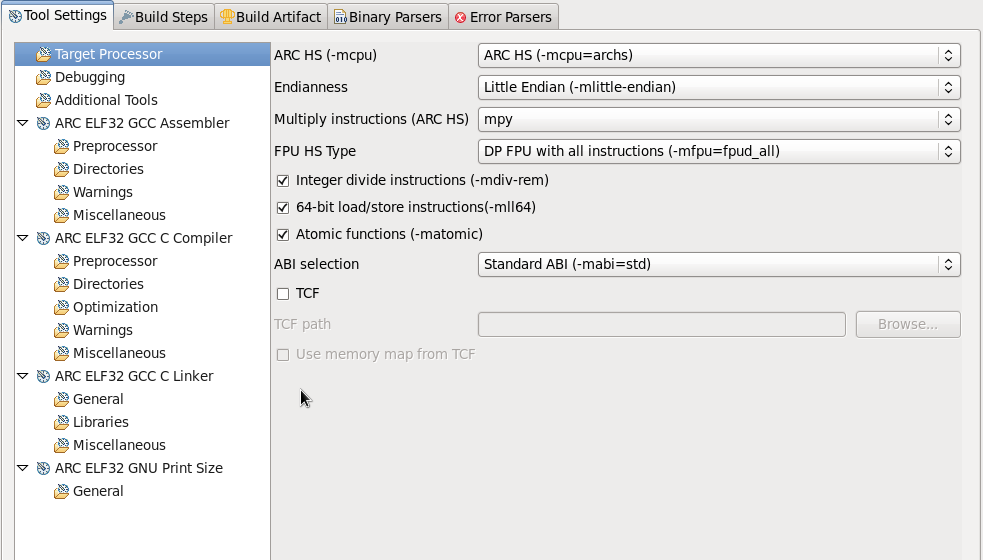 Tool Settings
Build Steps
Build Artifact
Binary Parsers
Error Parsers
Target Processor
Debugging
Additional Tools
ARC ELF32 GCC Assembler
Preprocessor
Directories
Warnings
Miscellaneous
ARC ELF32 GCC C Compiler
Preprocessor
Directories
Optimization
Warnings
Miscellaneous
ARC ELF32 GCC C Linker
General
Libraries
Miscellaneous
ARC ELF32 GNU Print Size
General
ARC HS (-mcpu) ARC HS (-mcpu=archs)
Endianness Little Endian (-mlittle-endian)
Multiply instructions (ARC HS) mpy
FPU HS Type DP FPU with all instructions (-mfpu=fpud_all)
Integer divide instructions (-mdiv-rem)
64-bit load/store instructions(-mll64)
Atomic functions (-matomic)
ABI selection Standard ABI (-mabi=std)
TCF
TCF path Browse...
Use memory map from TCF